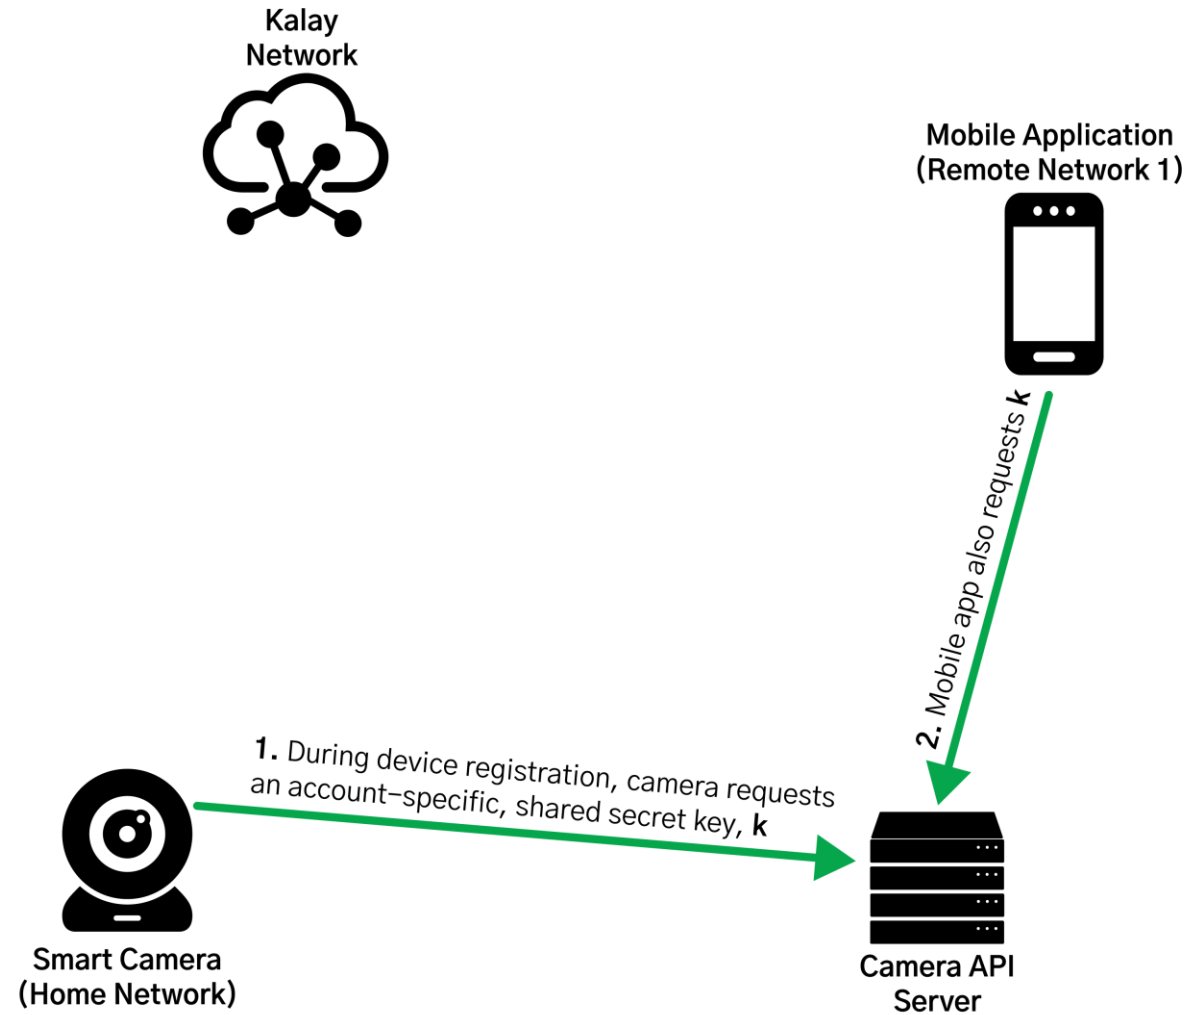 Kalay
Network
Mobile Application
(Remote Network 1)
2. Mobile app also requests k
1. During device registration, camera requests
an account-specific, shared secret key, k
Smart Camera
(Home Network)
Camera API
Server